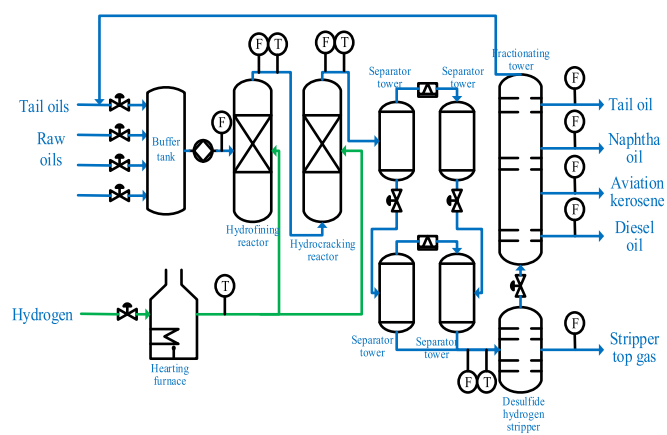 F
T
F
T
Fractionating
tower
Separator
tower
Separator
tower
F
Tail oils
Tail oil
F
Raw
oils
Buffer
tank
F
Naphtha
oil
F
Aviation
kerosene
F
Diesel
oil
Hydrofining
reactor
Hydrocracking
reactor
T
Hydrogen
F
Stripper
top gas
Separator
tower
Separator
tower
Hearting
furnace
F
T
Desulfide
hydrogen
stripper